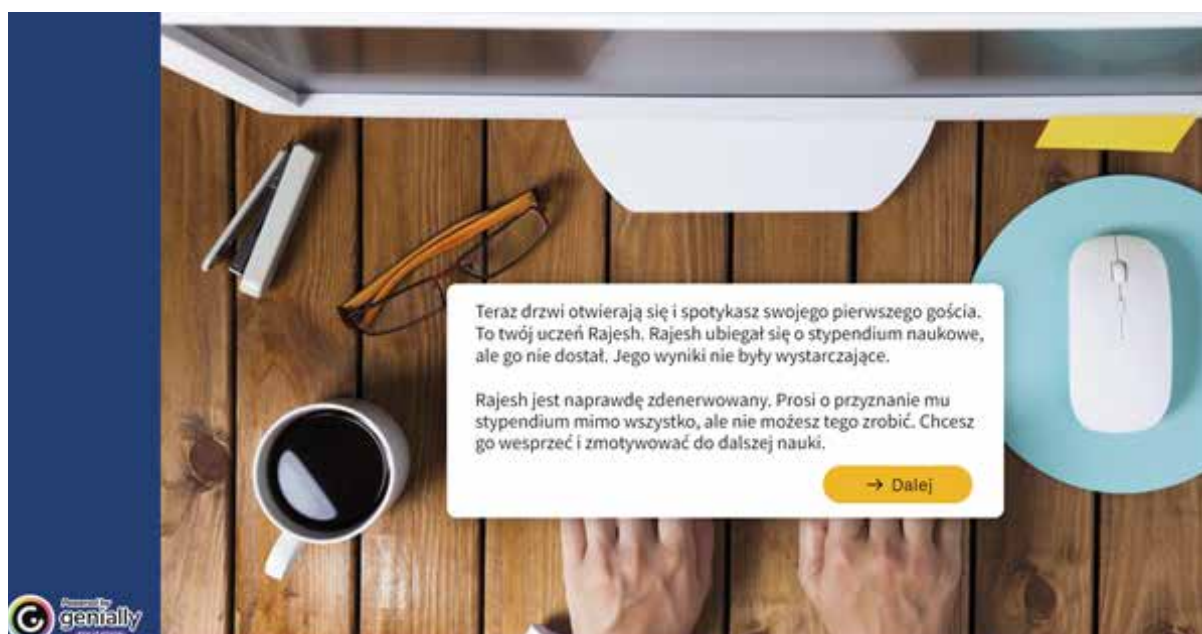 Teraz drzwi otwierają się i spotykasz swojego pierwszego gościa.
To twój uczeń Rajesh. Rajesh ubiegał się o stypendium naukowe,
ale go nie dostał. Jego wyniki nie były wystarczające.
Rajesh jest naprawdę zdenerwowany. Prosi o przyznanie mu
stypendium mimo wszystko, ale nie możesz tego zrobić. Chcesz
go wesprzeć i zmotywować do dalszej nauki.
→ Dalej
Powered by
genially